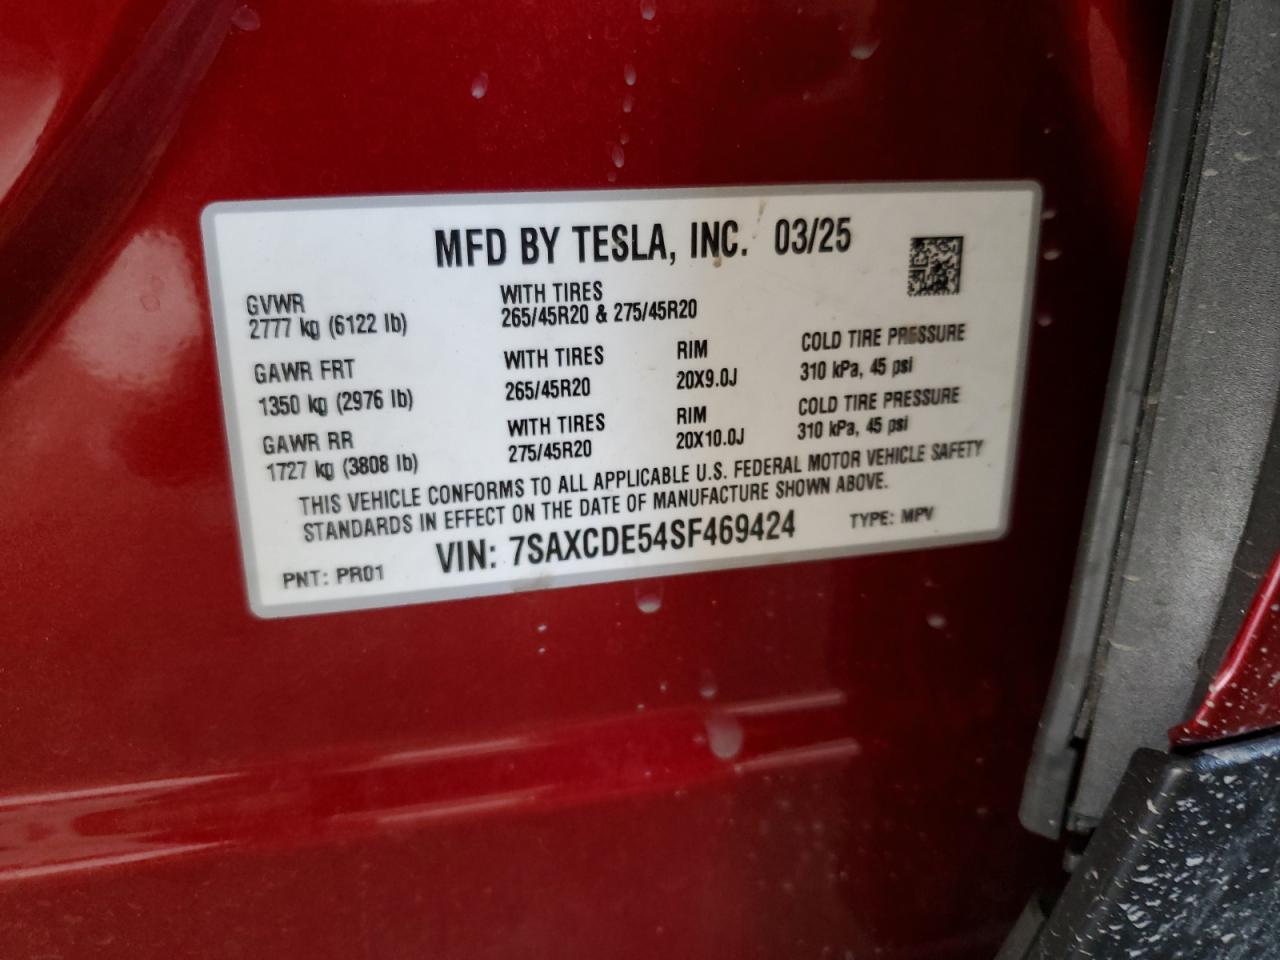 MFD BY TESLA, INC. 03/25
GVWR
2777 kg (6122 lb)
WITH TIRES
265/45R20 & 275/45R20
GAWR FRT
1350 kg (2976 lb)
WITH TIRES
265/45R20
RIM
20X9.0J
COLD TIRE PRESSURE
310 kPa, 45 psi
GAWR RR
1727 kg (3808 lb)
WITH TIRES
275/45R20
RIM
20X10.0J
COLD TIRE PRESSURE
310 kPa, 45 psi
THIS VEHICLE CONFORMS TO ALL APPLICABLE U.S. FEDERAL MOTOR VEHICLE SAFETY
STANDARDS IN EFFECT ON THE DATE OF MANUFACTURE SHOWN ABOVE.
PNT: PR01
VIN: 7SAXCDE54SF469424
TYPE: MPV